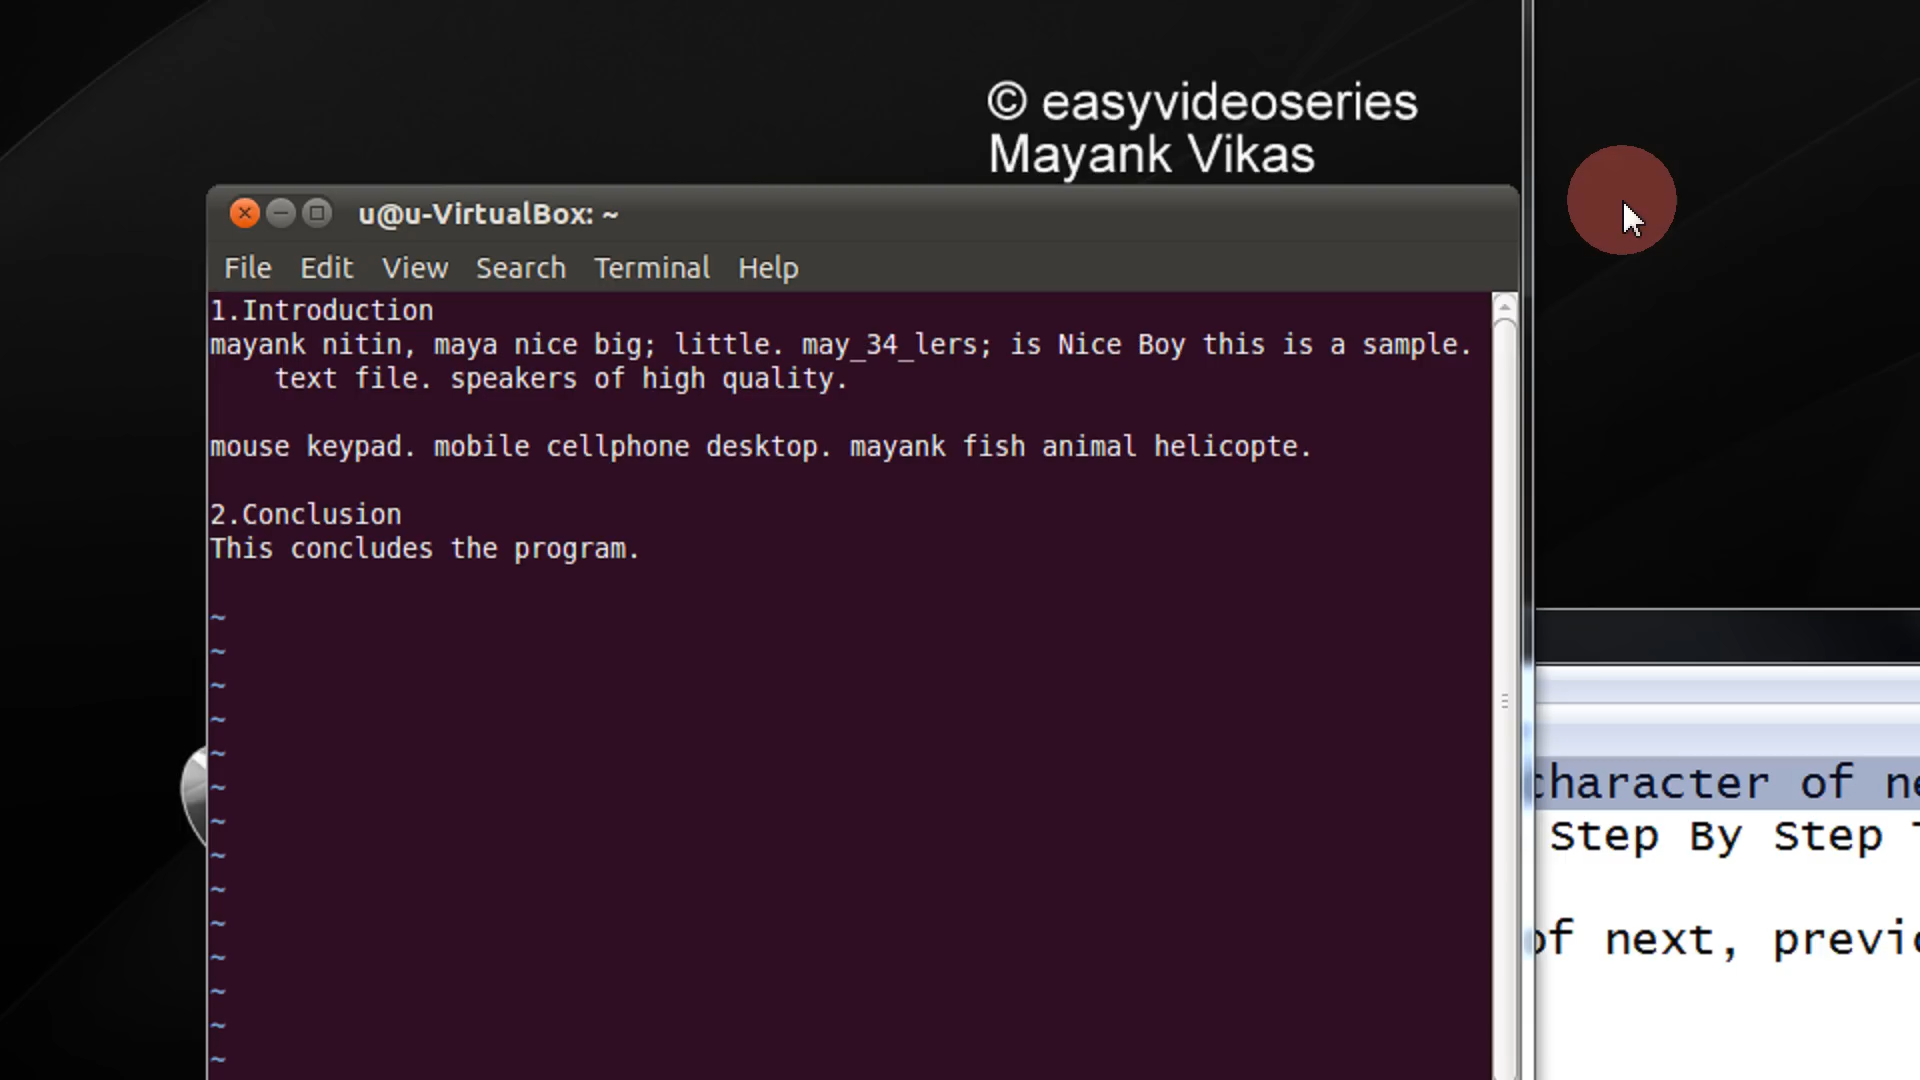 © easyvideoseries
Mayank Vikas
u@u-VirtualBox: ~
File Edit View Search Terminal Help
1.Introduction
mayank nitin, maya nice big; little. may_34_lers; is Nice Boy this is a sample.
text file. speakers of high quality.
mouse keypad. mobile cellphone desktop. mayank fish animal helicopte.
2.Conclusion
This concludes the program.
~
~
~
~
~
~
~
~
~
~
~
~
~
~
character of
Step By Step
of next,